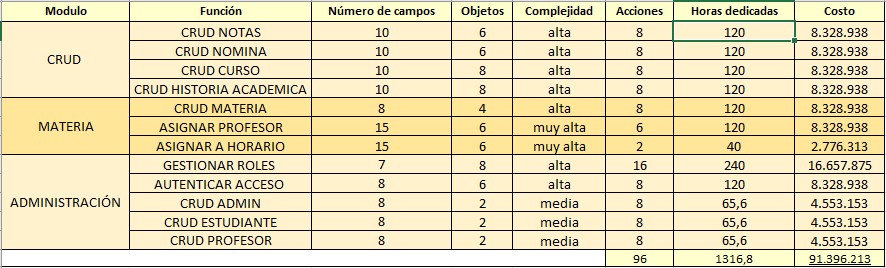 Modulo Función Número de campos Objetos Complejidad Acciones Horas dedicadas Costo
CRUD CRUD NOTAS 10 6 alta 8 120 8.328.938
CRUD NOMINA 10 6 alta 8 120 8.328.938
CRUD CURSO 10 8 alta 8 120 8.328.938
CRUD HISTORIA ACADEMICA 10 8 alta 8 120 8.328.938
MATERIA CRUD MATERIA 8 4 alta 8 120 8.328.938
ASIGNAR PROFESOR 15 6 muy alta 6 120 8.328.938
ASIGNAR A HORARIO 15 6 muy alta 2 40 2.776.313
ADMINISTRACIÓN GESTIONAR ROLES 7 8 alta 16 240 16.657.875
AUTENTICAR ACCESO 8 6 alta 8 120 8.328.938
CRUD ADMIN 8 2 media 8 65,6 4.553.153
CRUD ESTUDIANTE 8 2 media 8 65,6 4.553.153
CRUD PROFESOR 8 2 media 8 65,6 4.553.153
96 1316,8 91.396.213